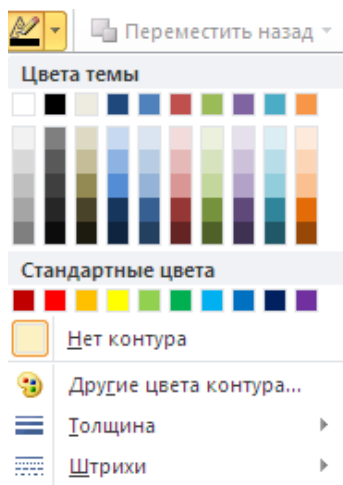 Переместить назад
Цвета темы
Стандартные цвета
Нет контура
Другие цвета контура...
Толщина
Штрихи